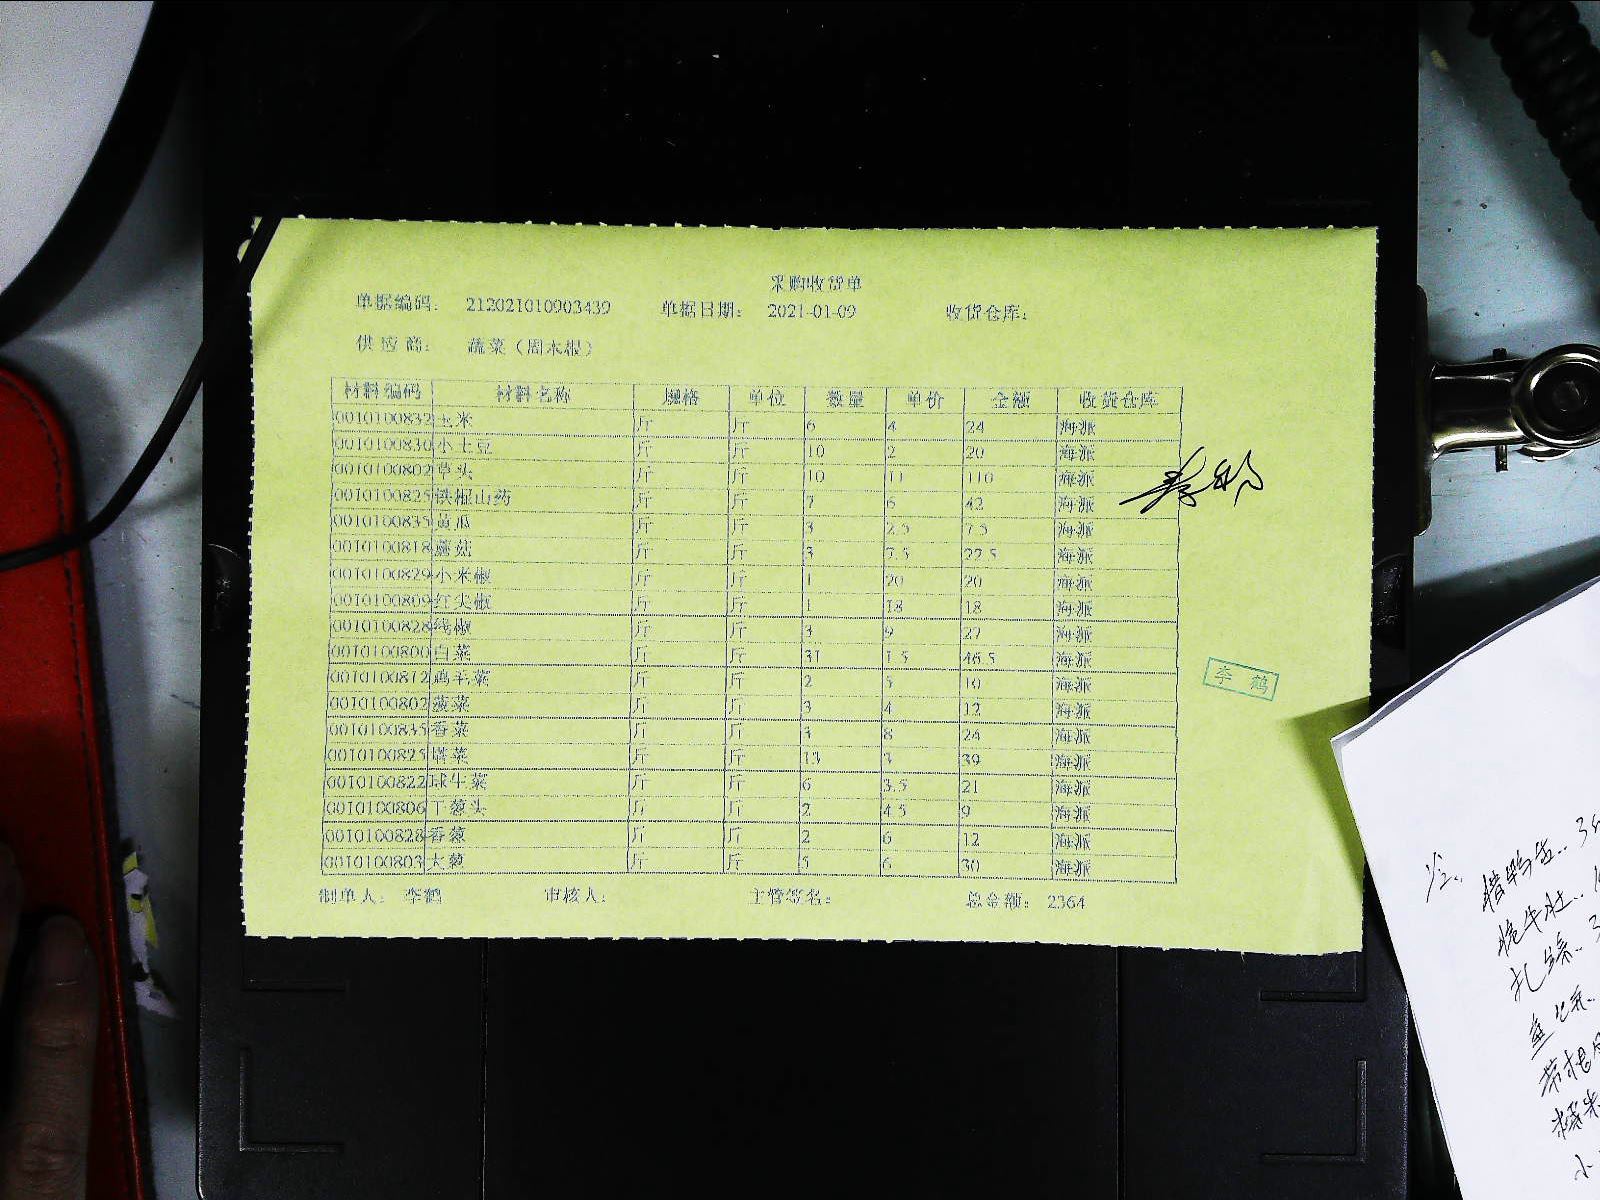 采购收货单
单据编码： 212021010903439 单据日期： 2021-01-09 收货仓库：
供 应 商： 蔬菜（周木根）
材料编码 材料名称 规格 单位 数量 单价 金额 收货仓库
0010100832 玉米 斤 斤 6 4 24 海派
0010100830 小土豆 斤 斤 10 2 20 海派
0010100802 草头 斤 斤 10 11 110 海派
0010100825 铁棍山药 斤 斤 7 6 42 海派
0010100835 黄瓜 斤 斤 3 2.5 7.5 海派
0010100818 蘑菇 斤 斤 3 7.5 22.5 海派
0010100829 小米椒 斤 斤 1 20 20 海派
0010100809 红尖椒 斤 斤 1 18 18 海派
0010100828 线椒 斤 斤 3 9 27 海派
0010100800 白菜 斤 斤 31 1.5 46.5 海派
0010100812 鸡毛菜 斤 斤 2 5 10 海派
0010100802 菠菜 斤 斤 3 4 12 海派
0010100835 香菜 斤 斤 3 8 24 海派
0010100825 塔菜 斤 斤 13 3 39 海派
0010100822 球生菜 斤 斤 6 3.5 21 海派
0010100806 干葱头 斤 斤 2 4.5 9 海派
0010100828 香葱 斤 斤 2 6 12 海派
0010100803 大葱 斤 斤 5 6 30 海派
制单人： 李鹤 审核人： 主管签名： 总金额： 2364
李鹤
李 鹤